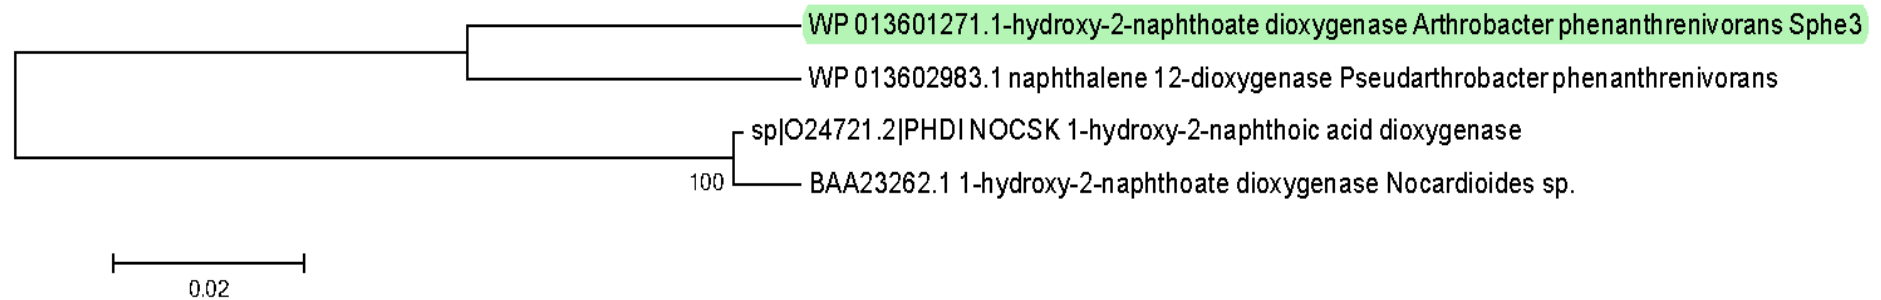 WP 013601271.1-hydroxy-2-naphthoate dioxygenase Arthrobacter phenanthrenivorans Sphe3
WP 013602983.1 naphthalene 12-dioxygenase Pseudarthrobacter phenanthrenivorans
sp|O24721.2|PHDI NOCSK 1-hydroxy-2-naphthoic acid dioxygenase
100
BAA23262.1 1-hydroxy-2-naphthoate dioxygenase Nocardioides sp.
0.02